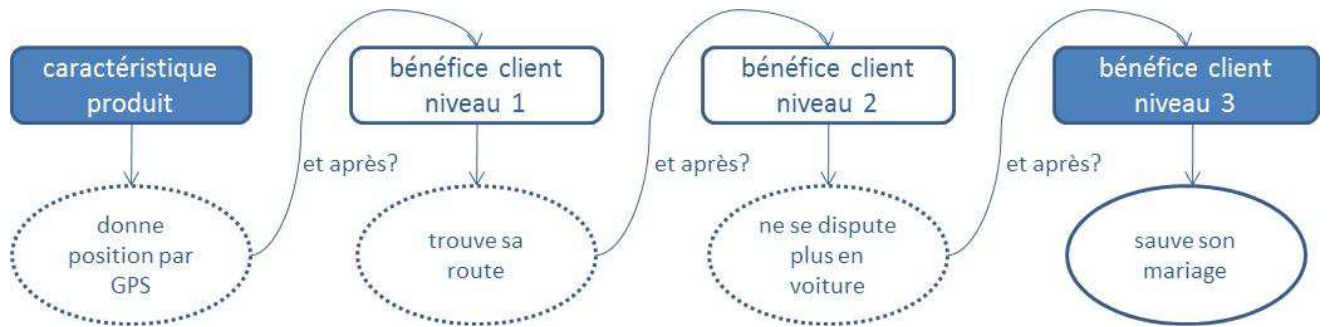 caractéristique
produit
bénéfice client
niveau 1
bénéfice client
niveau 2
bénéfice client
niveau 3
et après?
et après?
et après?
donne
position par
GPS
trouve sa
route
ne se dispute
plus en
voiture
sauve son
mariage